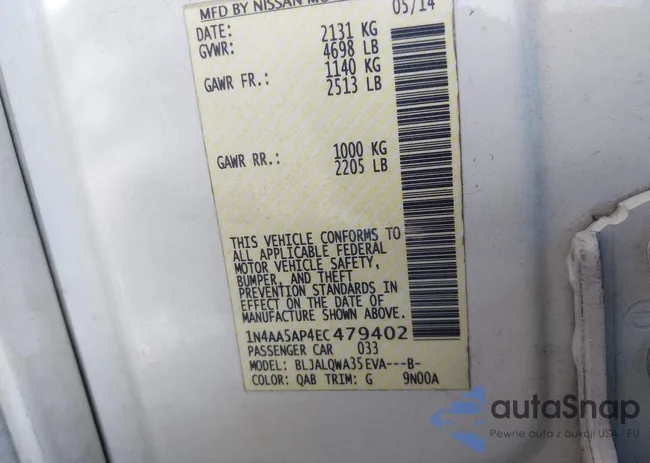 MFD BY NISSAN MO
DATE: 05/14
GVWR: 2131 KG
4698 LB
GAWR FR.: 1140 KG
2513 LB
GAWR RR.: 1000 KG
2205 LB
THIS VEHICLE CONFORMS TO
ALL APPLICABLE FEDERAL
MOTOR VEHICLE SAFETY,
BUMPER, AND THEFT
PREVENTION STANDARDS IN
EFFECT ON THE DATE OF
MANUFACTURE SHOWN ABOVE.
1N4AA5AP4EC479402
PASSENGER CAR 033
MODEL: BLJALQWA35EVA---B-
COLOR: QAB TRIM: G 9N00A
autaSnap
Pewne auta z aukcji USA i EU